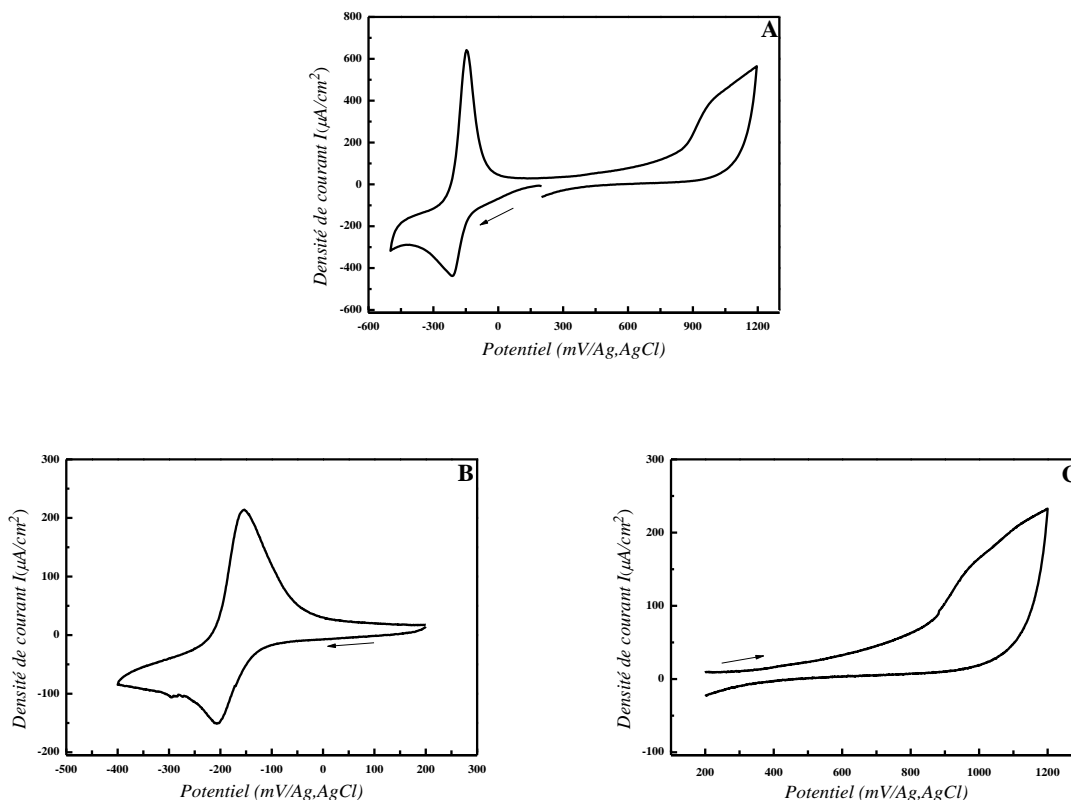 A
800
600
400
200
0
-200
-400
-600
-600 -300 0 300 600 900 1200
Densité de courant I(µA/cm²)
Potentiel (mV/Ag,AgCl)
B
300
200
100
0
-100
-200
-500 -400 -300 -200 -100 0 100 200 300
Densité de courant I(µA/cm²)
Potentiel (mV/Ag,AgCl)
C
300
200
100
0
-100
200 400 600 800 1000 1200
Densité de courant I(µA/cm²)
Potentiel (mV/Ag,AgCl)